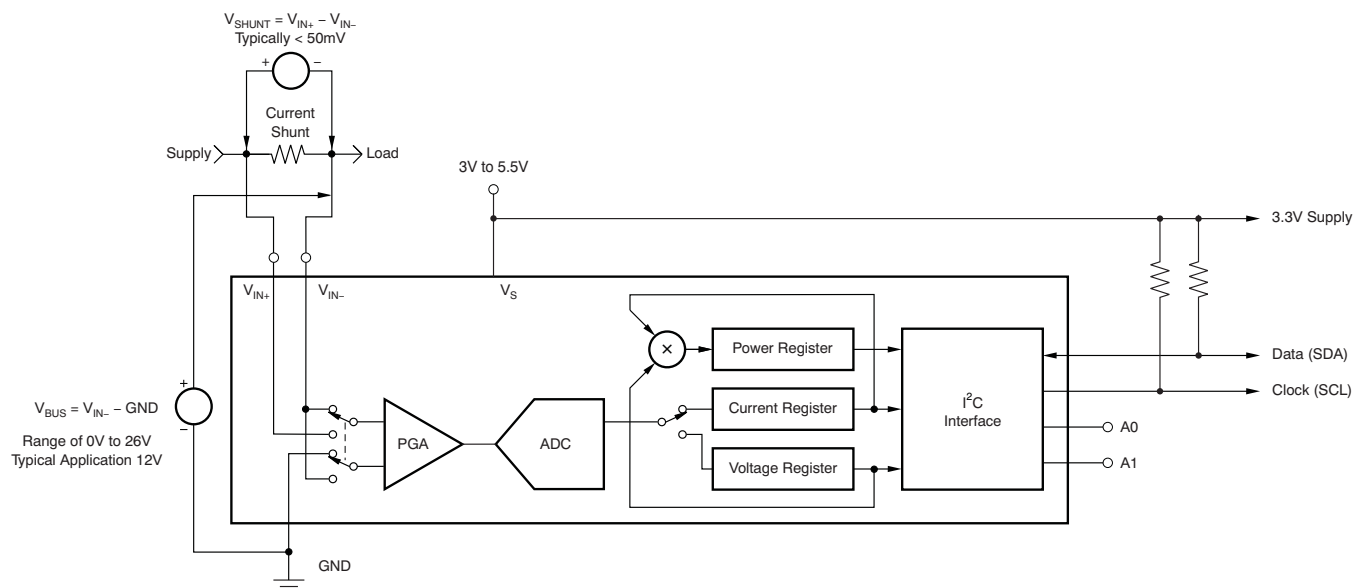 V_SHUNT = V_IN+ − V_IN−
Typically < 50mV
+
−
Current
Shunt
Supply
Load
3V to 5.5V
3.3V Supply
V_IN+
V_IN−
V_S
×
Power Register
Data (SDA)
Clock (SCL)
I²C
Interface
Current Register
+
V_BUS = V_IN− − GND
−
Range of 0V to 26V
Typical Application 12V
PGA
ADC
Voltage Register
A0
A1
GND